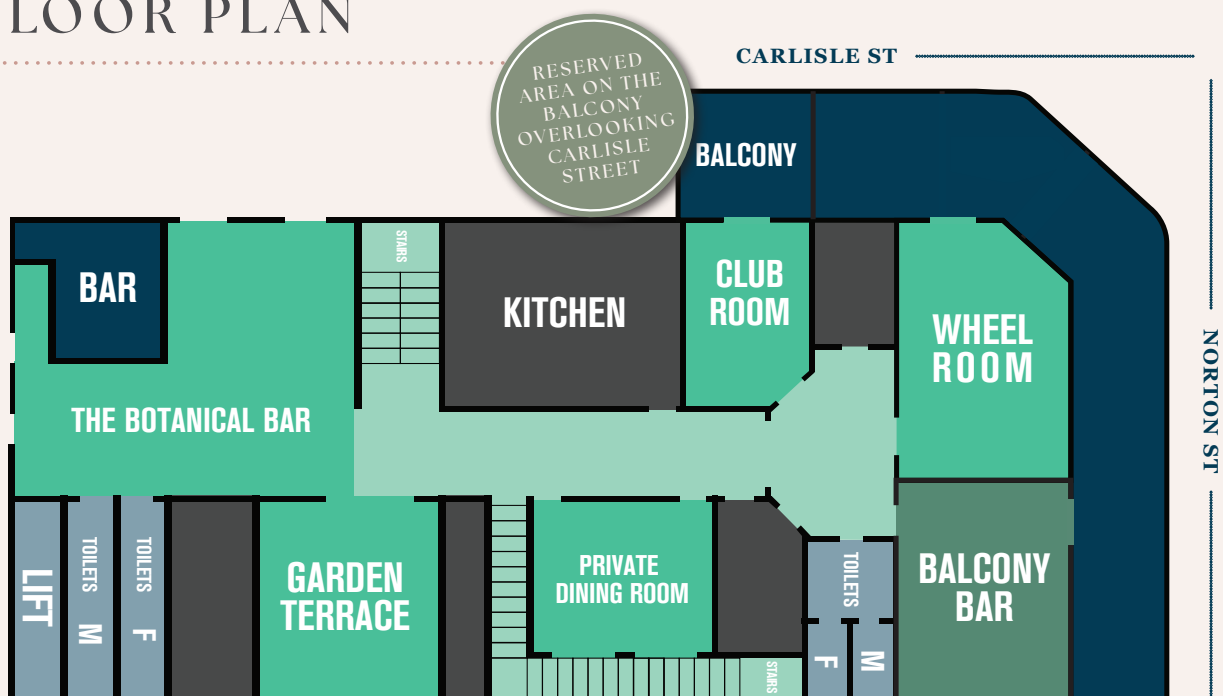 LOOR PLAN
RESERVED
AREA ON THE
BALCONY
OVERLOOKING
CARLISLE
STREET
CARLISLE ST
NORTON ST
BALCONY
BAR
STAIRS
KITCHEN
CLUB
ROOM
WHEEL
ROOM
THE BOTANICAL BAR
LIFT
TOILETS M
TOILETS F
GARDEN
TERRACE
PRIVATE
DINING ROOM
STAIRS
TOILETS
F
M
BALCONY
BAR